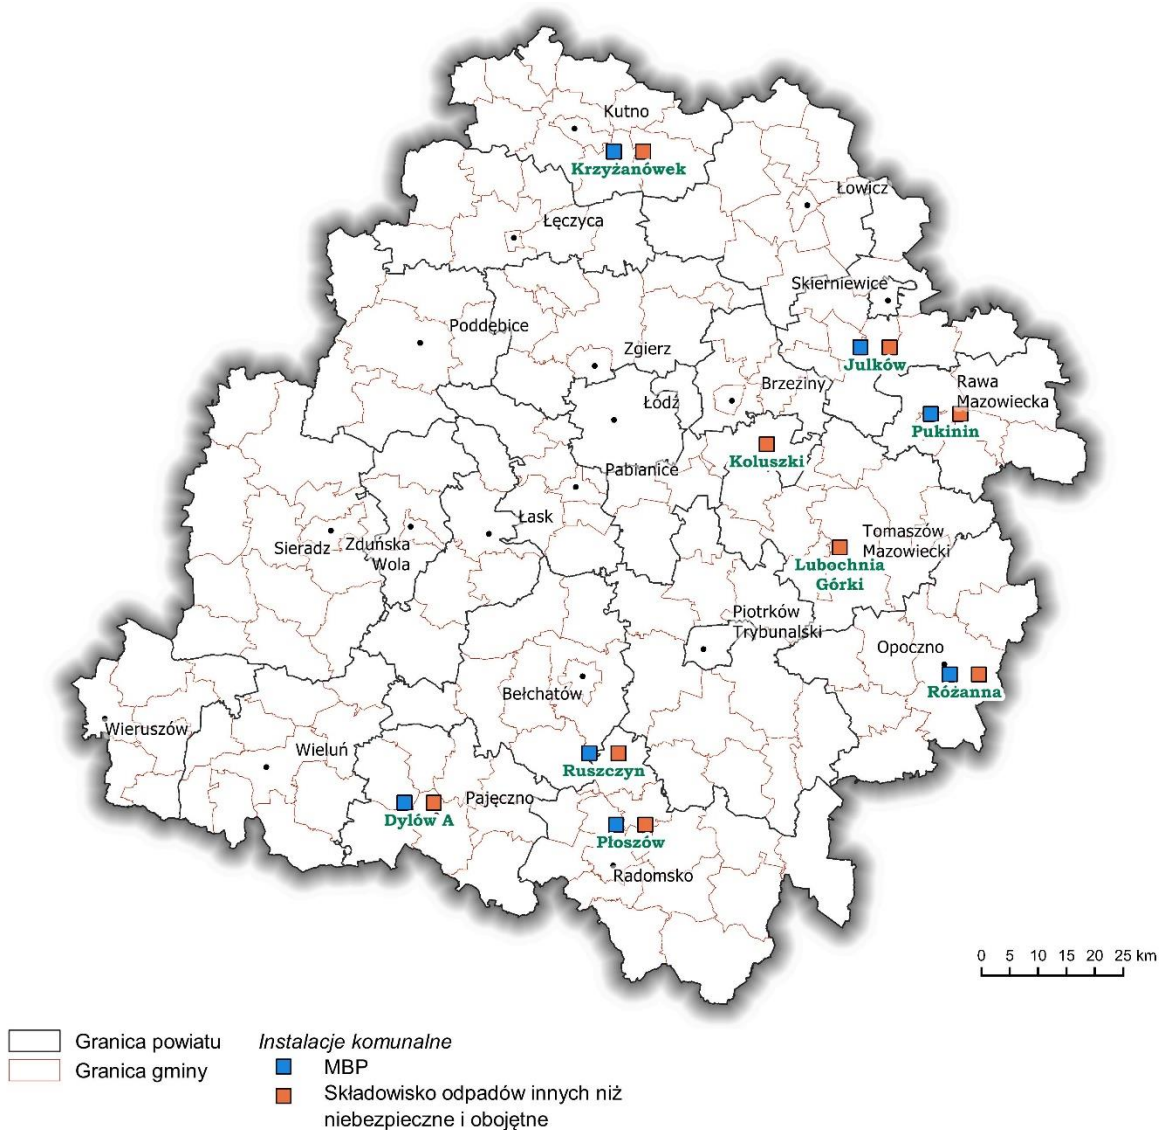 Kutno
Krzyżanówek
Łowicz
Łęczyca
Skierniewice
Poddębice
Zgierz
Julków
Brzeziny
Rawa
Mazowiecka
Łódź
Pukinin
Koluszki
Pabianice
Łask
Sieradz
Zduńska
Wola
Tomaszów
Mazowiecki
Lubochnia
Górki
Piotrków
Trybunalski
Opoczno
Różanna
Bełchatów
Wieruszów
Wieluń
Ruszczyn
Pajęczno
Dylów A
Płoszów
Radomsko
0 5 10 15 20 25 km
Granica powiatu
Granica gminy
Instalacje komunalne
MBP
Składowisko odpadów innych niż
niebezpieczne i obojętne